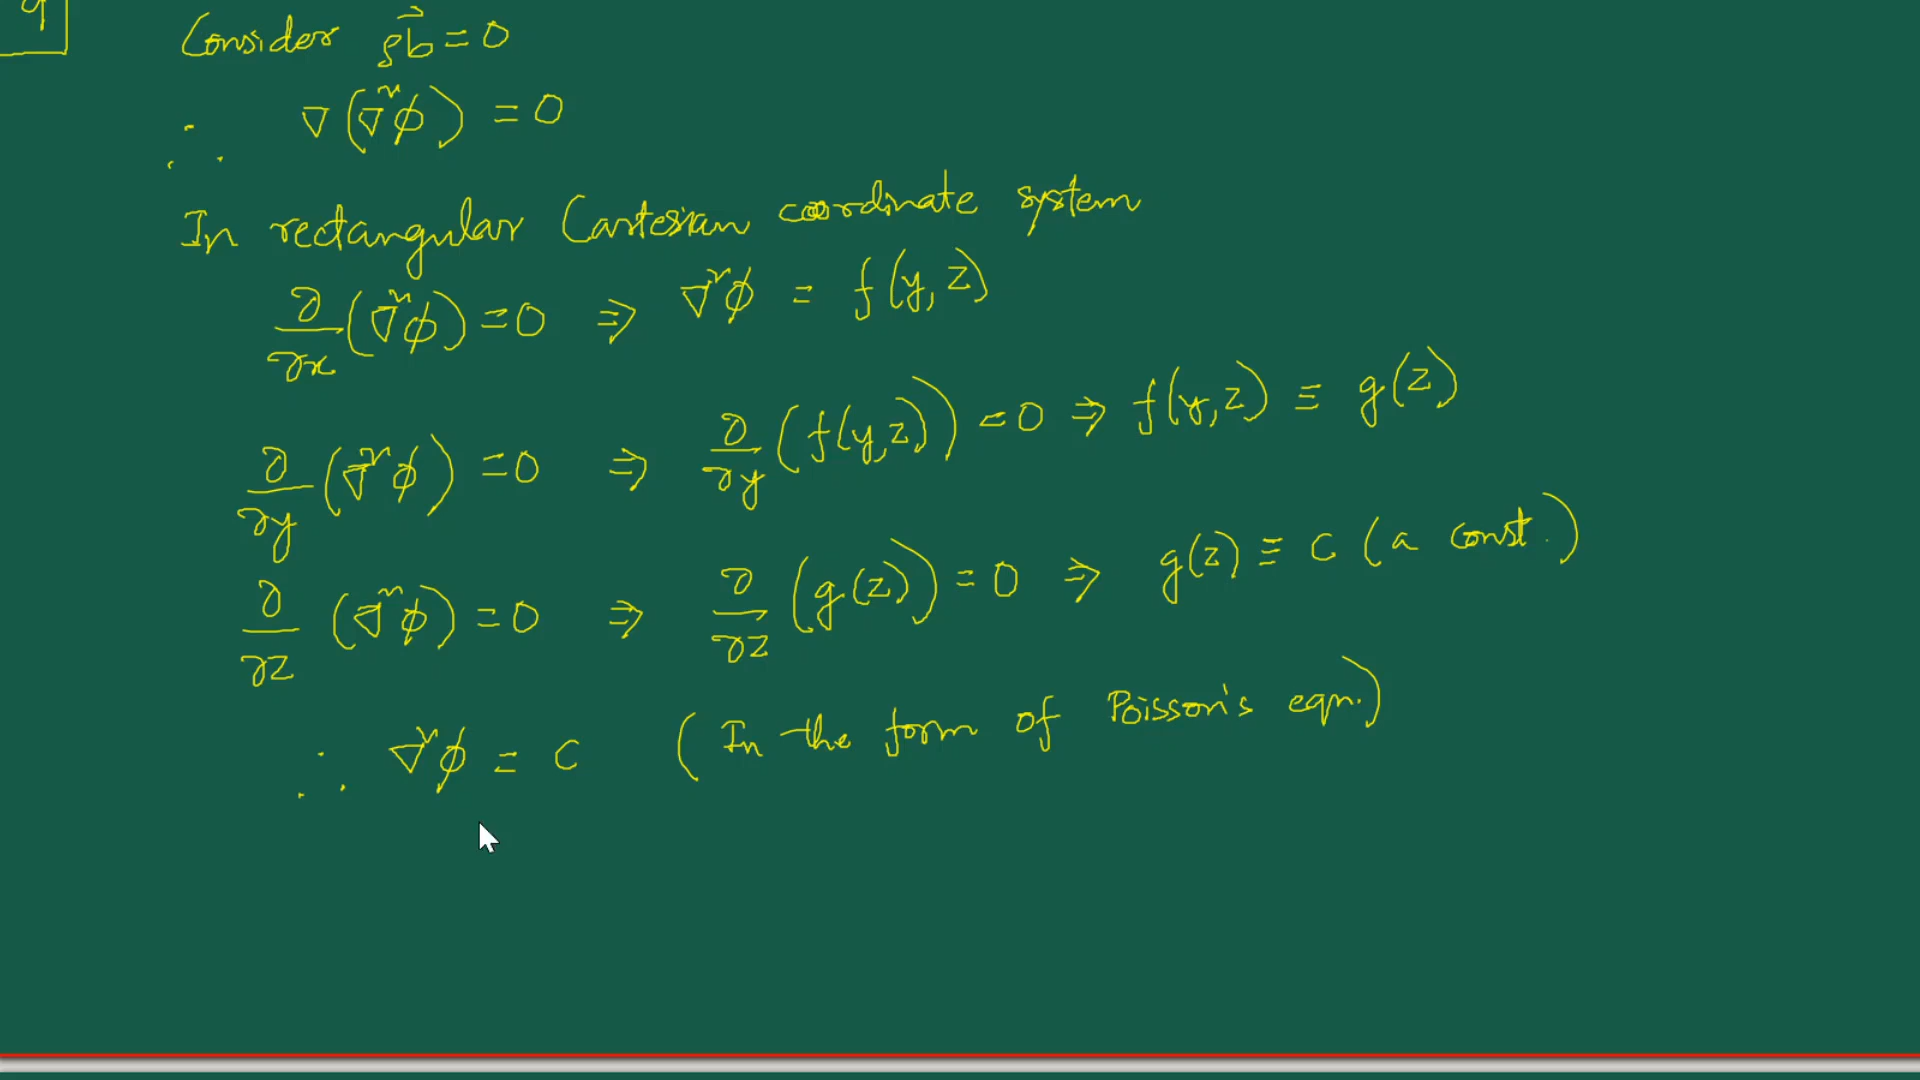 9
Consider ρb⃗ = 0
∴ ∇(∇²φ) = 0
In rectangular Cartesian coordinate system
∂/∂x (∇²φ) = 0 ⇒ ∇²φ = f(y, z)
∂/∂y (∇²φ) = 0 ⇒ ∂/∂y (f(y,z)) = 0 ⇒ f(y,z) ≡ g(z)
∂/∂z (∇²φ) = 0 ⇒ ∂/∂z (g(z)) = 0 ⇒ g(z) ≡ c (a const.)
∴ ∇²φ = c (In the form of Poisson's eqn.)